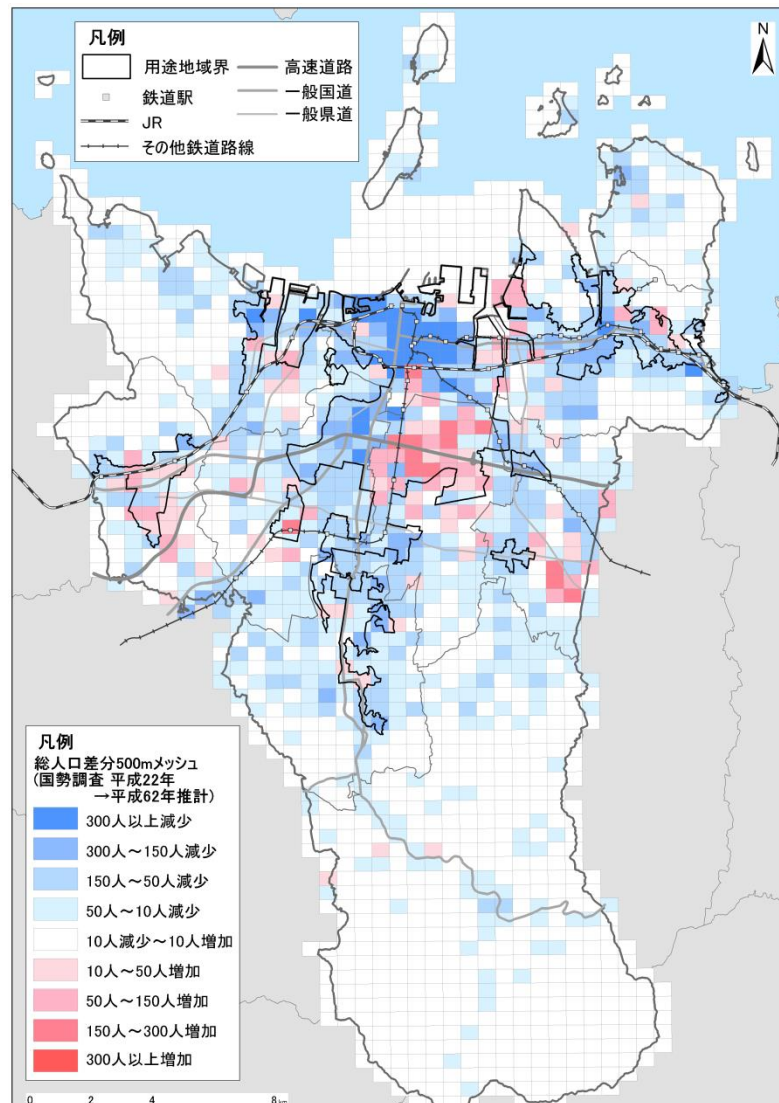 凡例
用途地域界
高速道路
鉄道駅
一般国道
JR
一般県道
その他鉄道路線
N
凡例
総人口差分500mメッシュ
(国勢調査 平成22年
→平成62年推計)
300人以上減少
300人～150人減少
150人～50人減少
50人～10人減少
10人減少～10人増加
10人～50人増加
50人～150人増加
150人～300人増加
300人以上増加
0 2 4 8 km